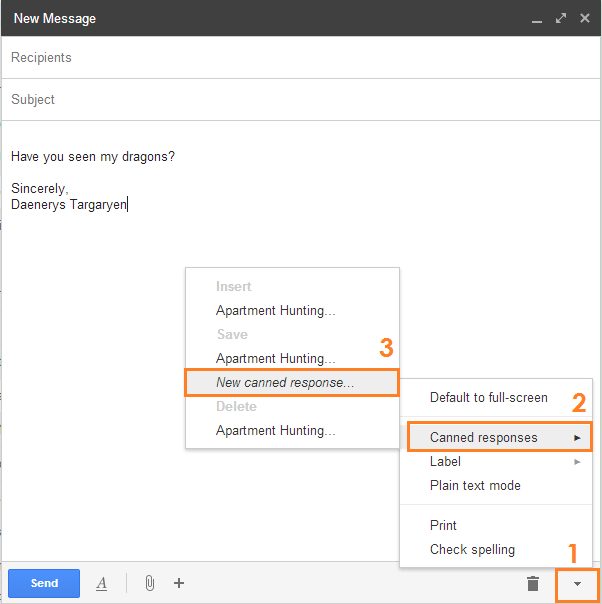 New Message
Recipients
Subject
Have you seen my dragons?
Sincerely,
Daenerys Targaryen
Insert
Apartment Hunting...
Save
Apartment Hunting...
3
New canned response...
Delete
Apartment Hunting...
Default to full-screen
2
Canned responses
Label
Plain text mode
Print
Check spelling
1
Send
A